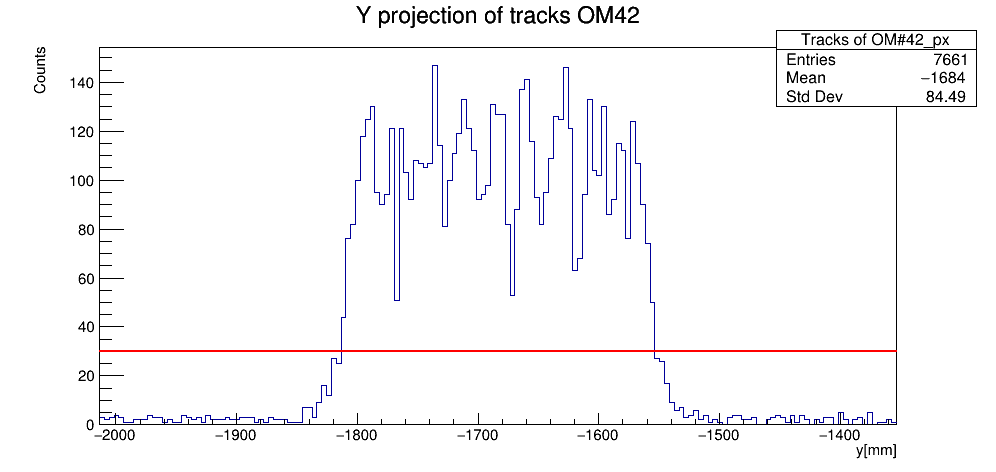 Y projection of tracks OM42
Tracks of OM#42_px
Entries 7661
Mean −1684
Std Dev 84.49
Counts
140
120
100
80
60
40
20
0
−2000 −1900 −1800 −1700 −1600 −1500 −1400
y[mm]